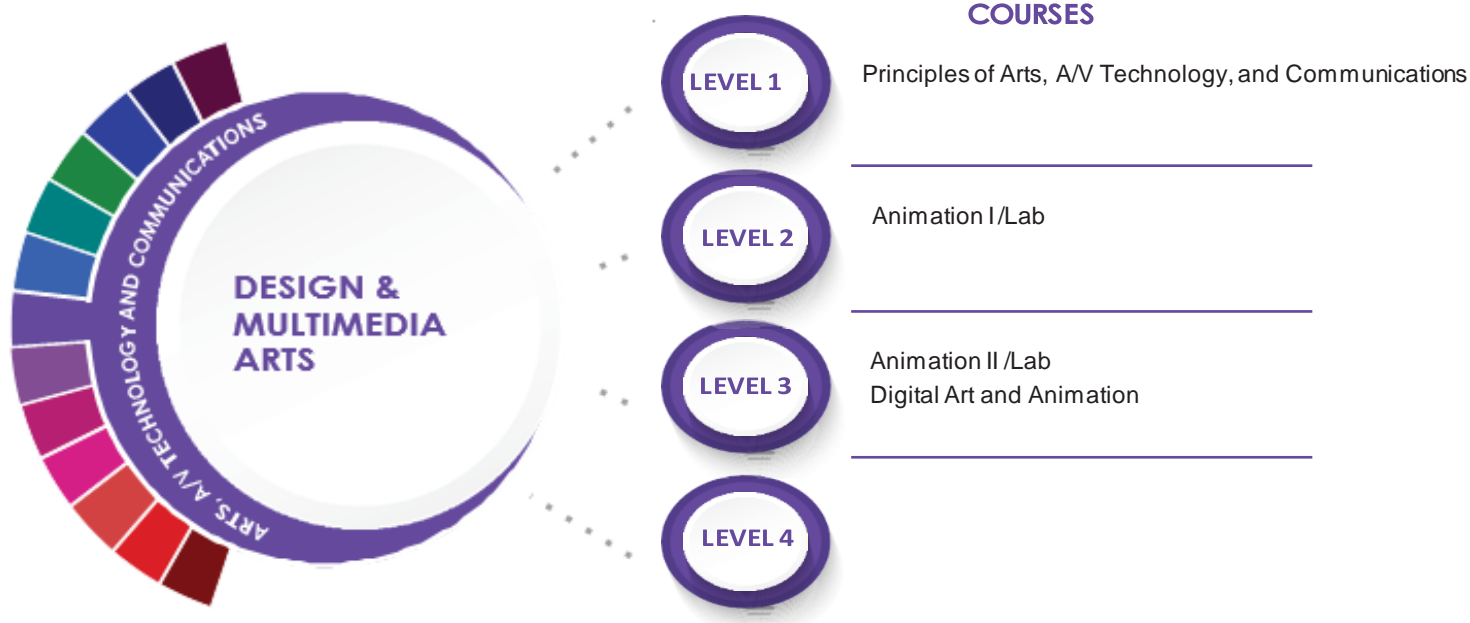 COURSES
ARTS, A/V TECHNOLOGY AND COMMUNICATIONS
DESIGN &
MULTIMEDIA
ARTS
LEVEL 1
Principles of Arts, A/V Technology, and Communications
LEVEL 2
Animation I/Lab
LEVEL 3
Animation II /Lab
Digital Art and Animation
LEVEL 4